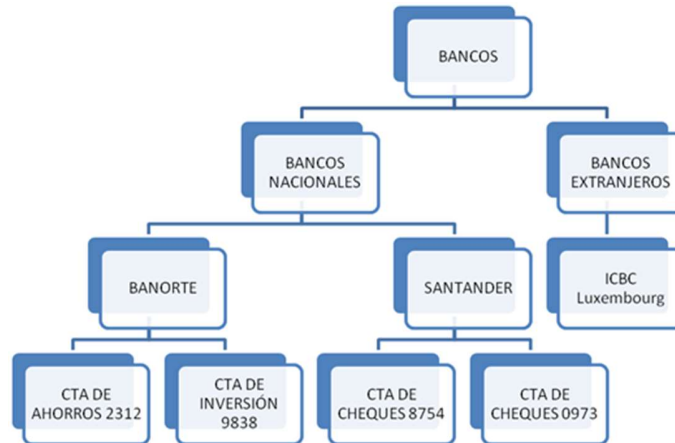 BANCOS
BANCOS
NACIONALES
BANCOS
EXTRANJEROS
BANORTE
SANTANDER
ICBC
Luxembourg
CTA DE
AHORROS 2312
CTA DE
INVERSIÓN
9838
CTA DE
CHEQUES 8754
CTA DE
CHEQUES 0973